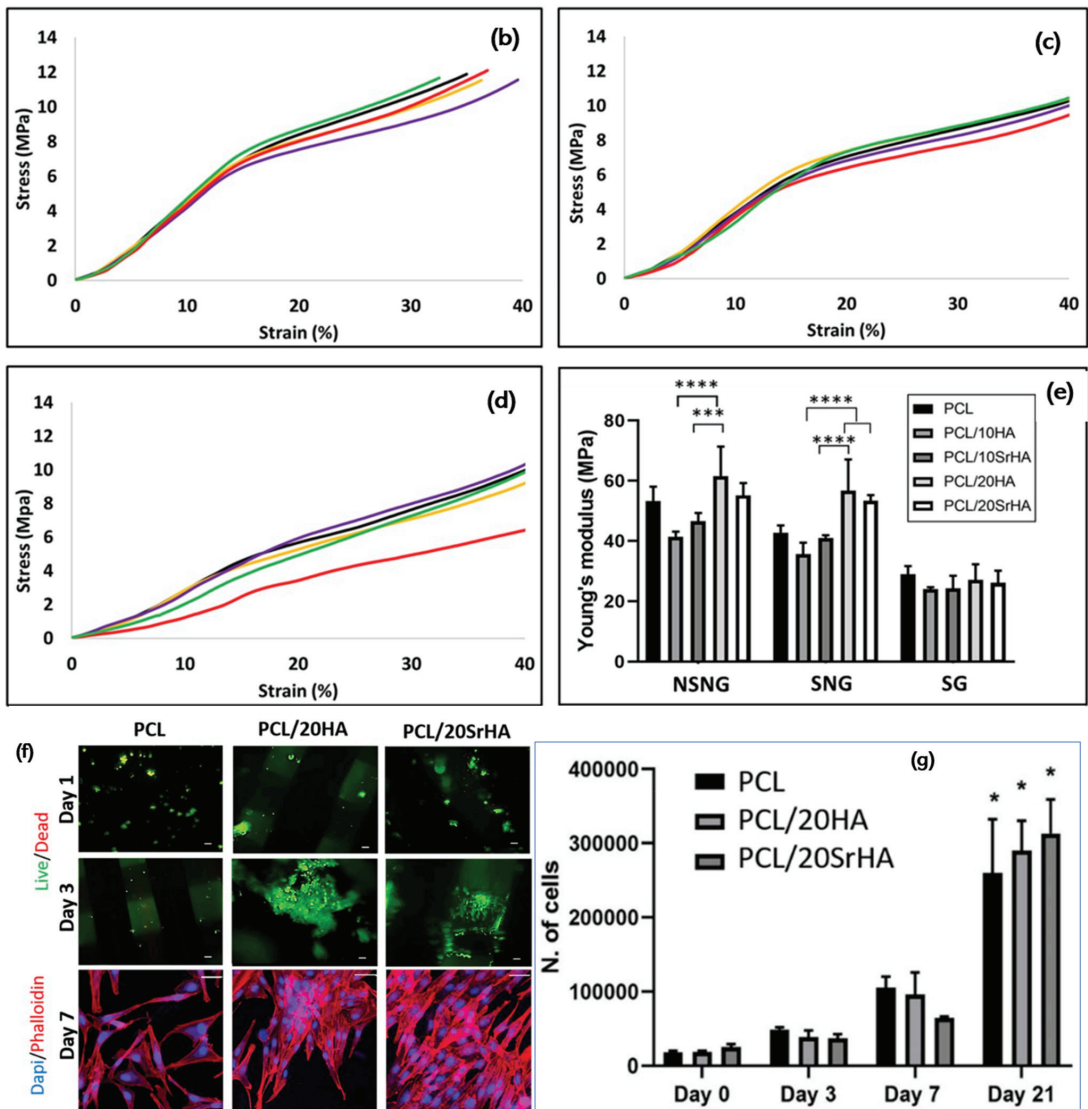 (b)
14
12
10
8
6
4
2
0
Stress (MPa)
0 10 20 30 40
Strain (%)
(c)
14
12
10
8
6
4
2
0
Stress (MPa)
0 10 20 30 40
Strain (%)
(d)
14
12
10
8
6
4
2
0
Stress (Mpa)
0 10 20 30 40
Strain (%)
(e)
80
60
40
20
0
Young's modulus (MPa)
**** 
***
****
****
PCL
PCL/10HA
PCL/10SrHA
PCL/20HA
PCL/20SrHA
NSNG SNG SG
(f)
PCL PCL/20HA PCL/20SrHA
Live/Dead
Day 1
Day 3
Dapi/Phalloidin
Day 7
(g)
400000
300000
200000
100000
0
N. of cells
PCL
PCL/20HA
PCL/20SrHA
* * *
Day 0 Day 3 Day 7 Day 21